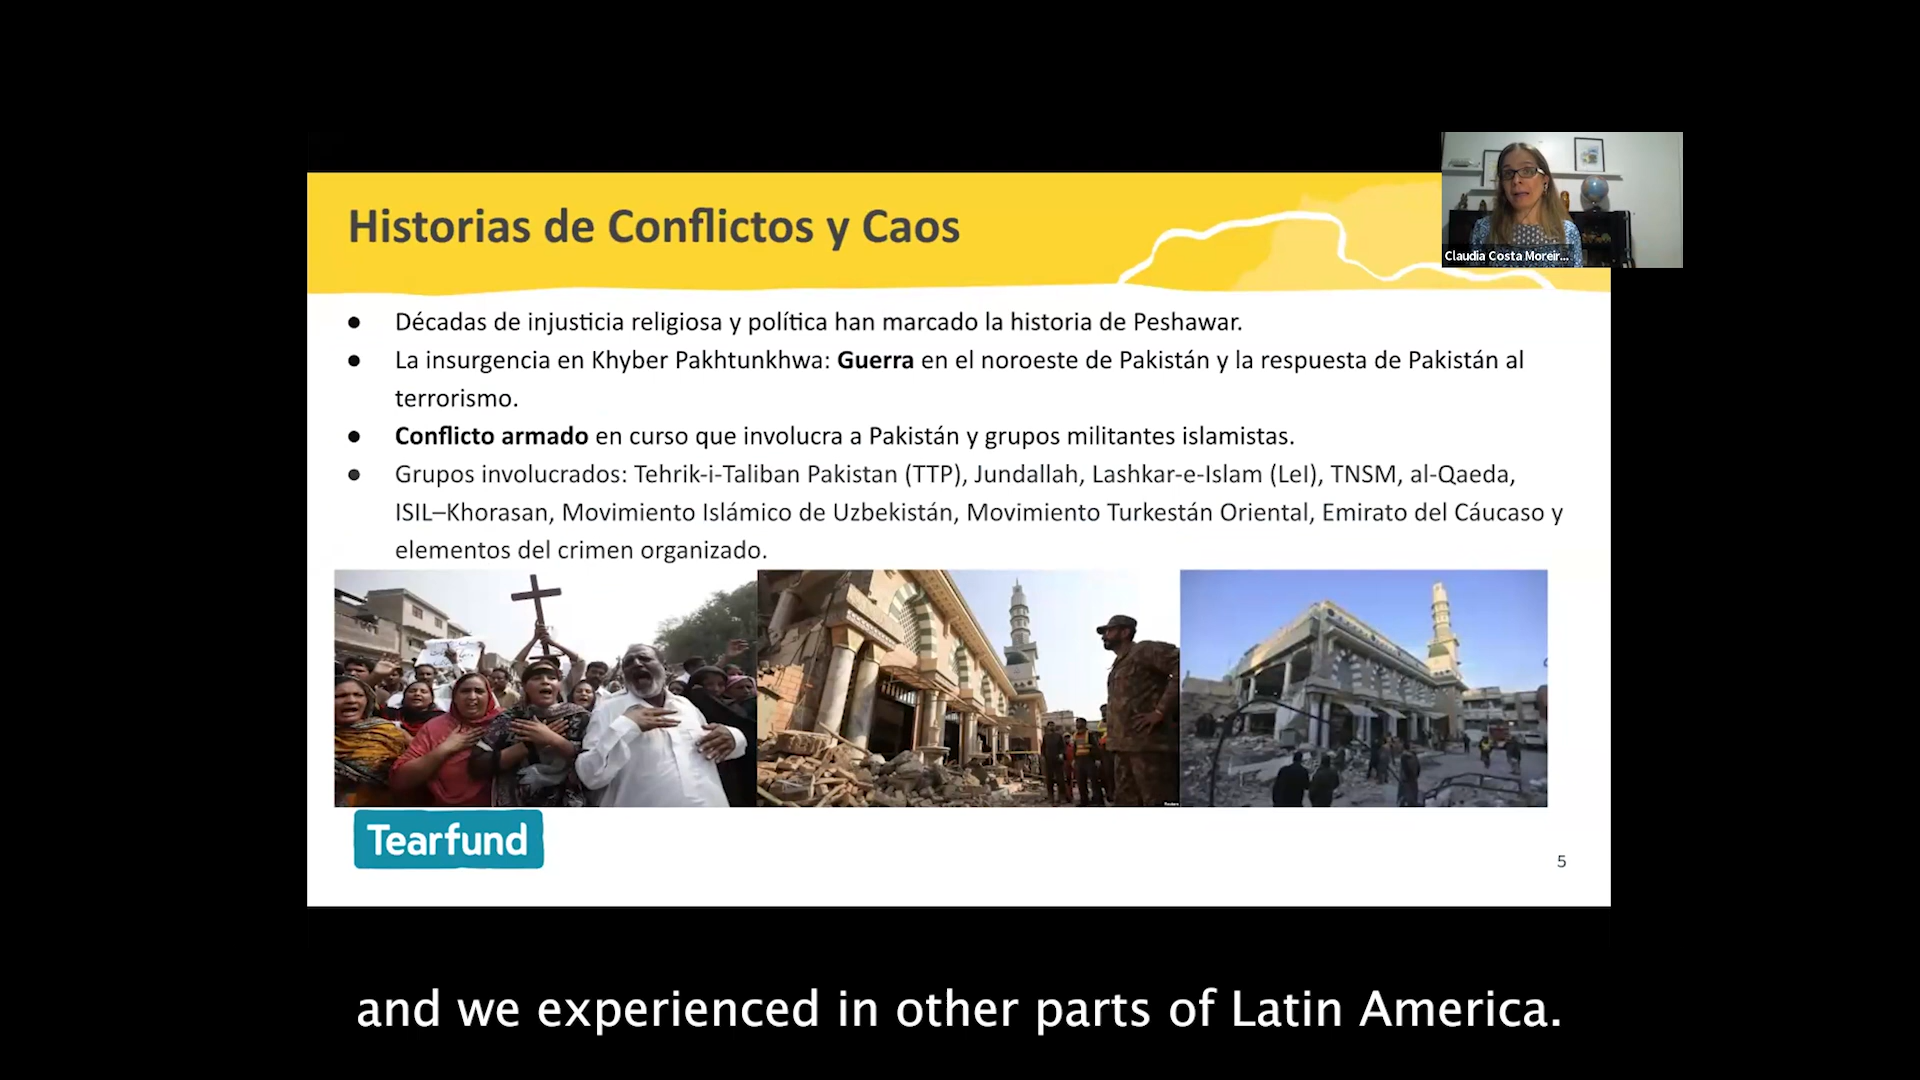 Historias de Conflictos y Caos
Claudia Costa Moreir...
● Décadas de injusticia religiosa y política han marcado la historia de Peshawar.
● La insurgencia en Khyber Pakhtunkhwa: Guerra en el noroeste de Pakistán y la respuesta de Pakistán al
terrorismo.
● Conflicto armado en curso que involucra a Pakistán y grupos militantes islamistas.
● Grupos involucrados: Tehrik-i-Taliban Pakistan (TTP), Jundallah, Lashkar-e-Islam (LeI), TNSM, al-Qaeda,
ISIL–Khorasan, Movimiento Islámico de Uzbekistán, Movimiento Turkestán Oriental, Emirato del Cáucaso y
elementos del crimen organizado.
Tearfund
5
and we experienced in other parts of Latin America.